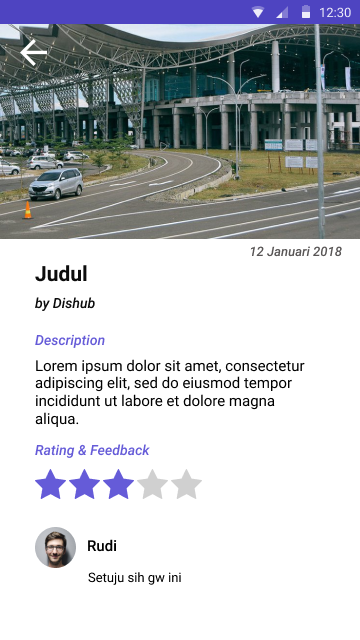 12:30
12 Januari 2018
Judul
by Dishub
Description
Lorem ipsum dolor sit amet, consectetur
adipiscing elit, sed do eiusmod tempor
incididunt ut labore et dolore magna
aliqua.
Rating & Feedback
Rudi
Setuju sih gw ini